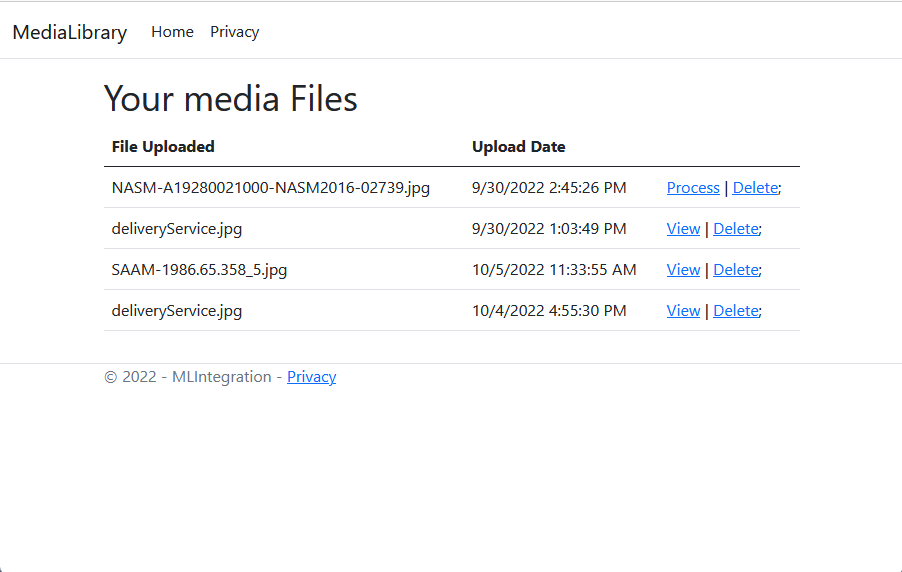 MediaLibrary Home Privacy
Your media Files
File Uploaded Upload Date
NASM-A19280021000-NASM2016-02739.jpg 9/30/2022 2:45:26 PM Process | Delete;
deliveryService.jpg 9/30/2022 1:03:49 PM View | Delete;
SAAM-1986.65.358_5.jpg 10/5/2022 11:33:55 AM View | Delete;
deliveryService.jpg 10/4/2022 4:55:30 PM View | Delete;
© 2022 - MLIntegration - Privacy